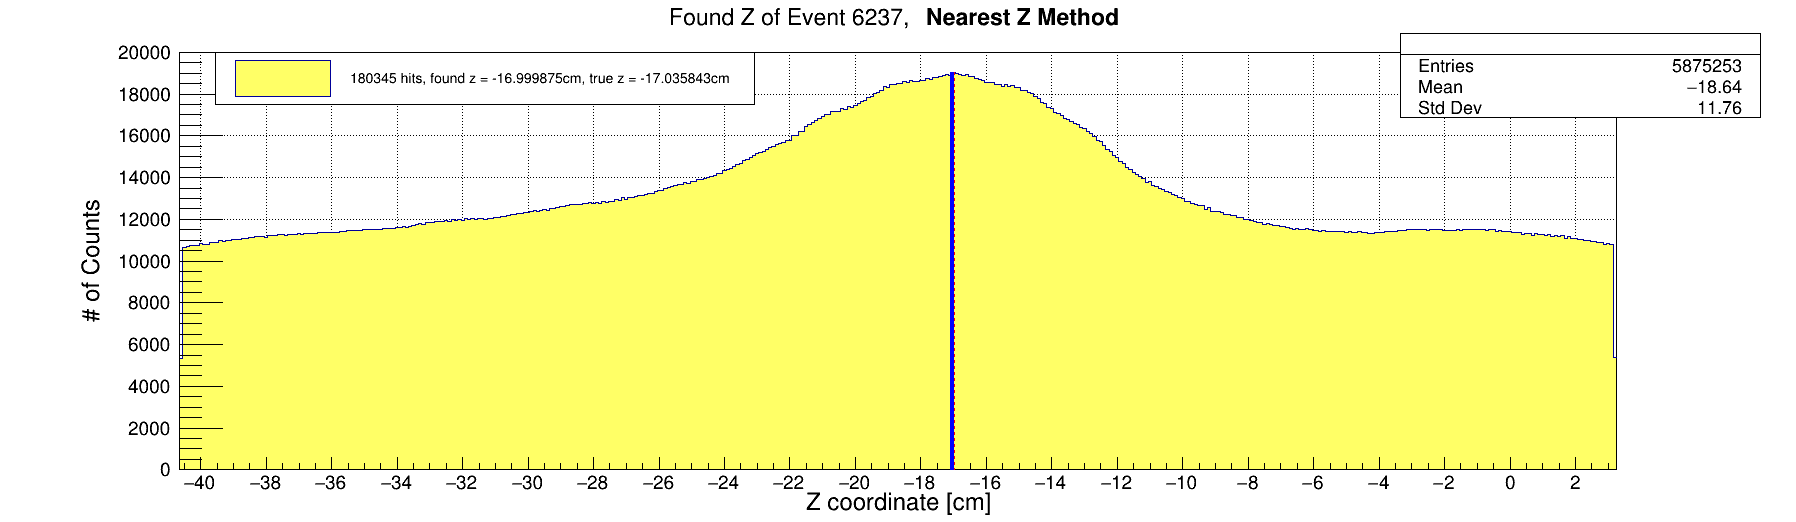 Found Z of Event 6237, Nearest Z Method
180345 hits, found z = -16.999875cm, true z = -17.035843cm
Entries 5875253
Mean −18.64
Std Dev 11.76
20000
18000
16000
14000
12000
10000
8000
6000
4000
2000
0
# of Counts
−40 −38 −36 −34 −32 −30 −28 −26 −24 −22 −20 −18 −16 −14 −12 −10 −8 −6 −4 −2 0 2
Z coordinate [cm]